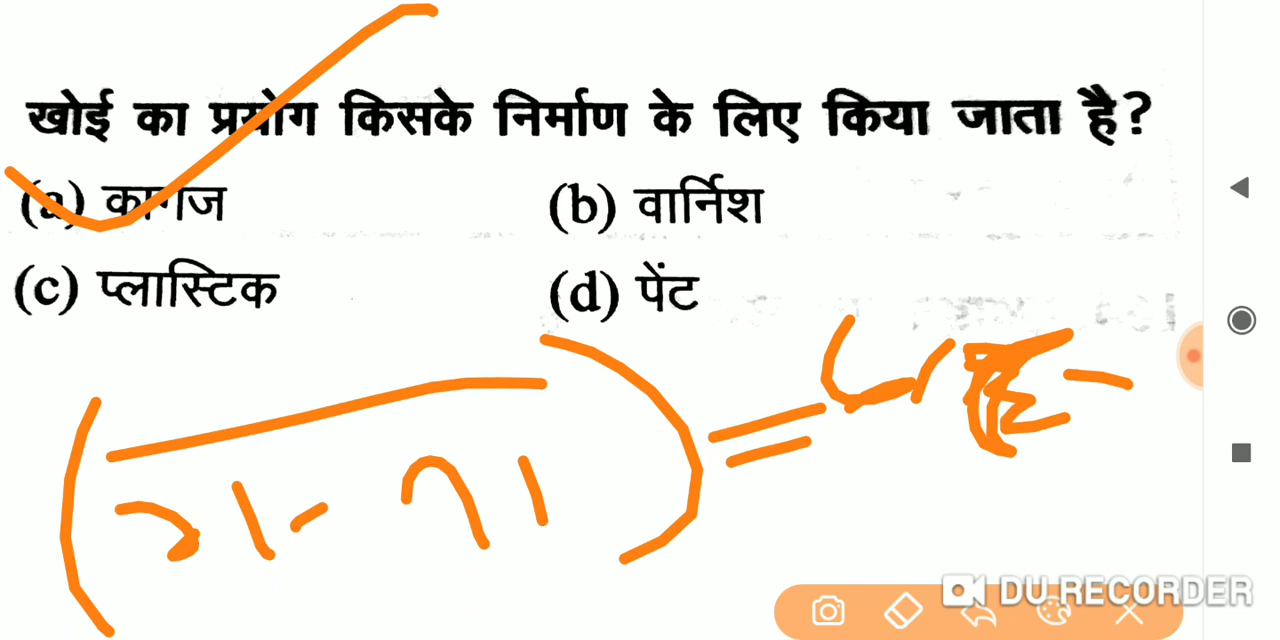 खोई का प्रयोग किसके निर्माण के लिए किया जाता है?
(a) कागज
(b) वार्निश
(c) प्लास्टिक
(d) पेंट
DU RECORDER